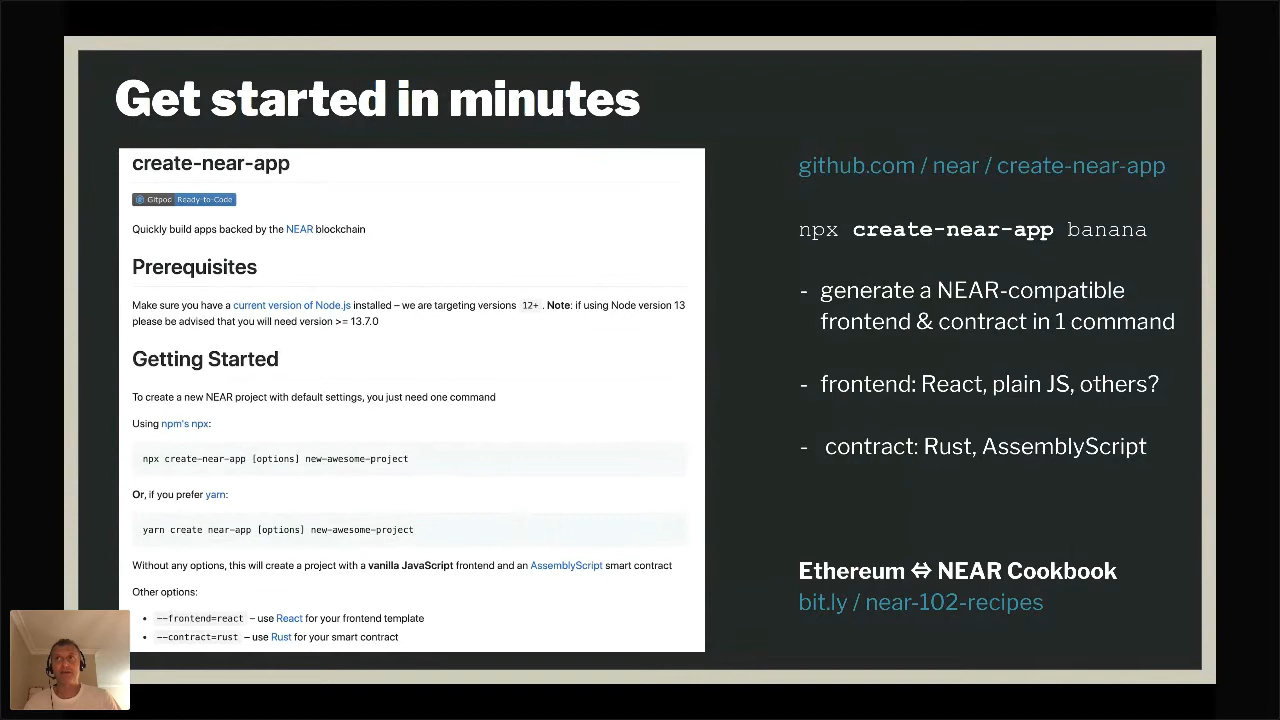 Get started in minutes
create-near-app
Gitpod Ready-to-Code
Quickly build apps backed by the NEAR blockchain
Prerequisites
Make sure you have a current version of Node.js installed – we are targeting versions 12+ . Note: if using Node version 13
please be advised that you will need version >= 13.7.0
Getting Started
To create a new NEAR project with default settings, you just need one command
Using npm's npx:
npx create-near-app [options] new-awesome-project
Or, if you prefer yarn:
yarn create near-app [options] new-awesome-project
Without any options, this will create a project with a vanilla JavaScript frontend and an AssemblyScript smart contract
Other options:
• --frontend=react – use React for your frontend template
• --contract=rust – use Rust for your smart contract
github.com / near / create-near-app
npx create-near-app banana
- generate a NEAR-compatible
frontend & contract in 1 command
- frontend: React, plain JS, others?
- contract: Rust, AssemblyScript
Ethereum ⇔ NEAR Cookbook
bit.ly / near-102-recipes